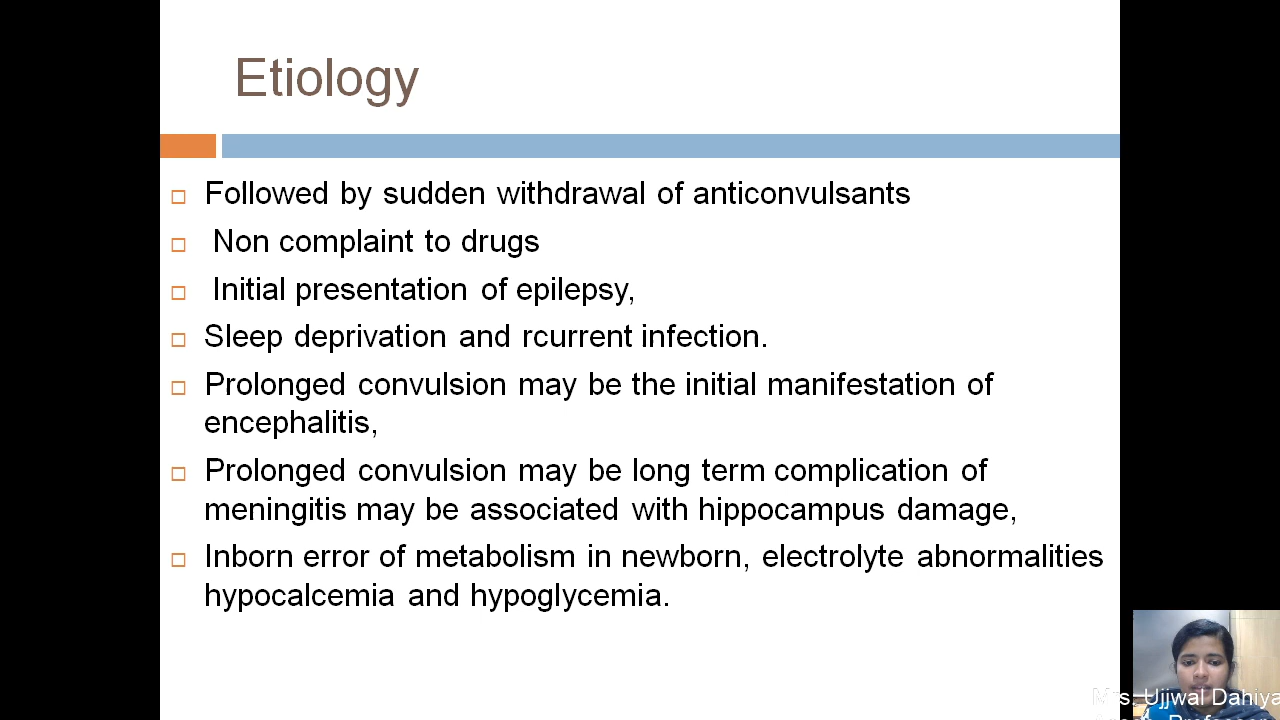 Etiology
Followed by sudden withdrawal of anticonvulsants
Non complaint to drugs
Initial presentation of epilepsy,
Sleep deprivation and rcurrent infection.
Prolonged convulsion may be the initial manifestation of
encephalitis,
Prolonged convulsion may be long term complication of
meningitis may be associated with hippocampus damage,
Inborn error of metabolism in newborn, electrolyte abnormalities
hypocalcemia and hypoglycemia.
Mrs. Ujjwal Dahiya